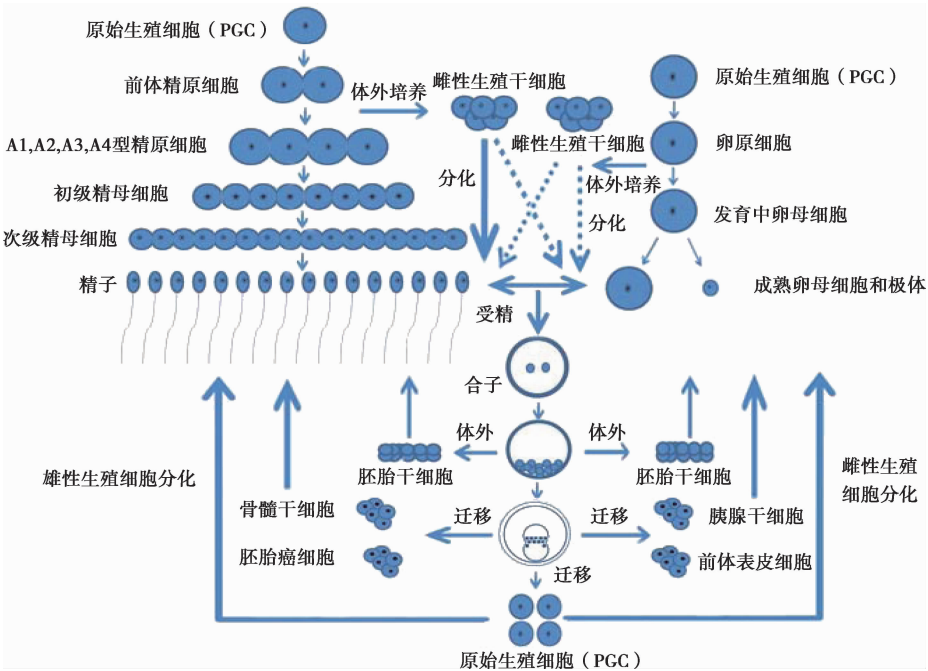 原始生殖细胞（PGC）
前体精原细胞
体外培养
雌性生殖干细胞
原始生殖细胞（PGC）
A1,A2,A3,A4型精原细胞
雌性生殖干细胞
卵原细胞
初级精母细胞
分化
体外培养
分化
发育中卵母细胞
次级精母细胞
精子
成熟卵母细胞和极体
受精
合子
体外
体外
胚胎干细胞
胚胎干细胞
雄性生殖细胞分化
雌性生殖
细胞分化
骨髓干细胞
迁移
迁移
胰腺干细胞
胚胎癌细胞
前体表皮细胞
迁移
原始生殖细胞（PGC）